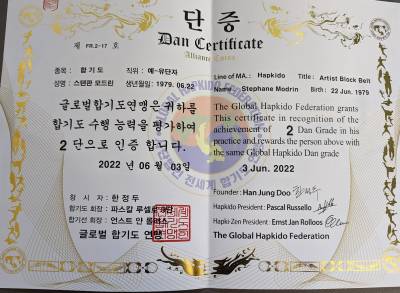 단 증
Dan Certificate
Alliance Corea
제 FR.2-17 호
종목 : 합 기 도 직위 : 예-유단자
성명 : 스테판 모드린 생년월일 : 1979. 06.22
글로벌합기도연맹은 귀하를
합기도 수행 능력을 평가하여
2 단으로 인증 합니다.
2022 년 06 월 03일
창 시 자 : 한 정 두
합기도 회장 : 파스칼 루셀로
합기선 회장 : 언스트 얀 롤로스
글로벌 합기도 연맹
Line of MA. : Hapkido Title : Artist Block Belt
Name : Stephane Modrin Birth : 22 Jun. 1979
The Global Hapkido Federation grants
This certificate in recognition of the
achievement of 2 Dan Grade in his
practice and rewards the person above with
the same Global Hapkido Dan grade
3 Jun. 2022
Founder : Han Jung Doo
Hapkido President : Pascal Russello
Hapki-Zen President : Ernst Jan Rolloos
The Global Hapkido Federation